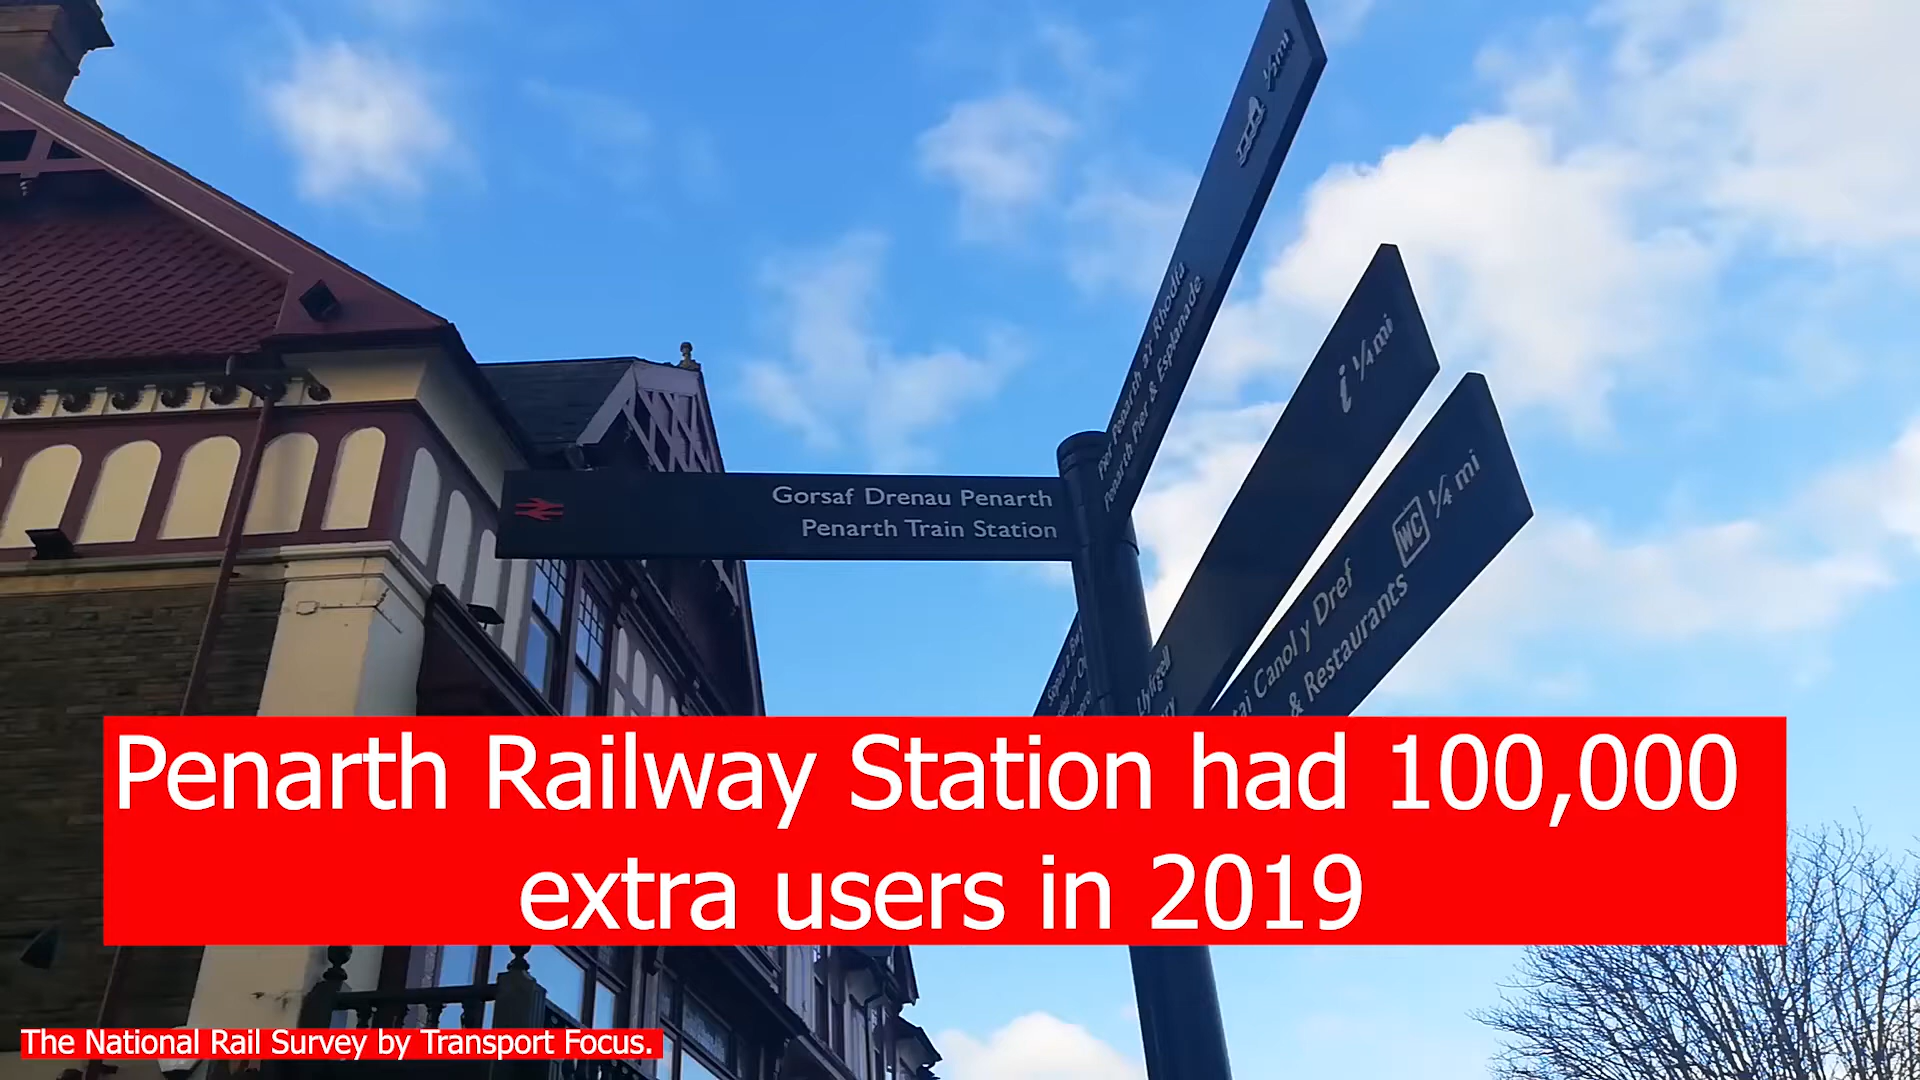 ½mi
Pier Penarth a'r Rhodfa
Penarth Pier & Esplanade
i ¼mi
WC ¼ mi
Gorsaf Drenau Penarth
Penarth Train Station
Canol y Dref
& Restaurants
Llyfrgell
Penarth Railway Station had 100,000
extra users in 2019
The National Rail Survey by Transport Focus.